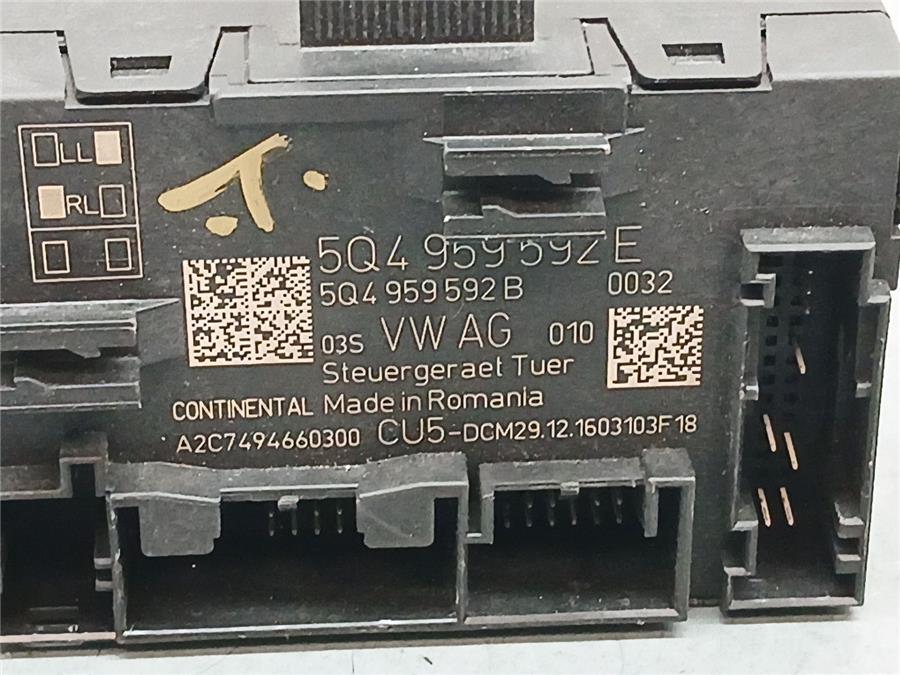 LL
RL
5Q4 959 592 E
5Q4 959 592 B 0032
03S VW AG 010
Steuergeraet Tuer
CONTINENTAL Made in Romania
A2C7494660300 CU5-DCM29.12.1603103F18